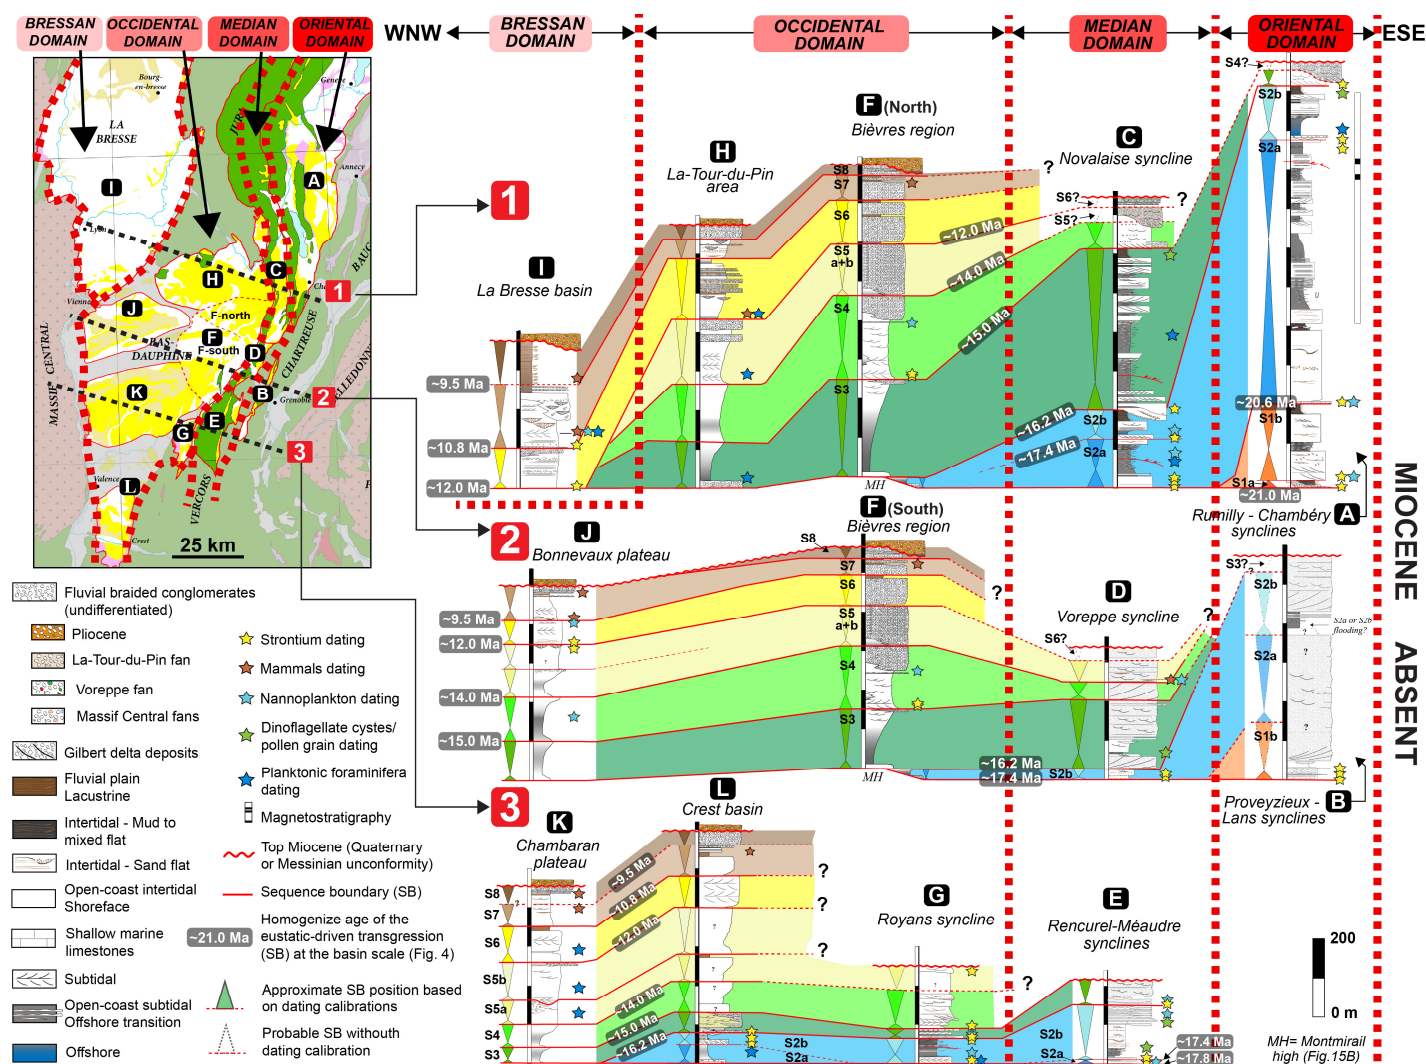 BRESSAN
DOMAIN
OCCIDENTAL
DOMAIN
MEDIAN
DOMAIN
ORIENTAL
DOMAIN
WNW
BRESSAN
DOMAIN
OCCIDENTAL
DOMAIN
MEDIAN
DOMAIN
ORIENTAL
DOMAIN
ESE
Bourg-
en-bresse
LA
BRESSE
JURA
Geneve
Annecy
A
I
Lyon
C
H
1
BAUG
Vienne
J
F-north
BAS-
DAUPHINE
F
F-south
D
CHARTREUSE
MASSIF CENTRAL
K
B
Grenoble
2
ELLEDONN
E
G
3
Valence
L
VERCORS
Crest
25 km
1
I
La Bresse basin
H
La-Tour-du-Pin
area
F (North)
Bièvres region
C
Novalaise syncline
S8
S7
S6
S5
a+b
S4
S3
MH
?
S6?
S5?
?
~12.0 Ma
~14.0 Ma
~15.0 Ma
~16.2 Ma
~17.4 Ma
S2b
S2a
S4?
S2b
S2a
~20.6 Ma
S1b
S1a
~21.0 Ma
~9.5 Ma
~10.8 Ma
~12.0 Ma
Rumilly - Chambéry A
synclines
MIOCENE ABSENT
2
J
Bonnevaux plateau
F (South)
Bièvres region
D
Voreppe syncline
S8
S7
S6
S5
a+b
S4
S3
MH
?
S6?
?
~9.5 Ma
~12.0 Ma
~14.0 Ma
~15.0 Ma
?
~16.2 Ma
~17.4 Ma
S2b
S3?
?
S2b
S2a or S2b
flooding?
?
S2a
?
?
S1b
Proveyzieux - B
Lans synclines
3
K
Chambaran
plateau
L
Crest basin
G
Royans syncline
E
Rencurel-Méaudre
synclines
S8
?
S7
S6
S5b
S5a
S4
S3
~9.5 Ma
~10.8 Ma
~12.0 Ma
~14.0 Ma
~15.0 Ma
~16.2 Ma
?
?
?
?
?
?
S2b
S2a
S2b
S2a
~17.4 Ma
~17.8 Ma
200
0 m
MH= Montmirail
high (Fig.15B)
Fluvial braided conglomerates
(undifferentiated)
Pliocene
La-Tour-du-Pin fan
Voreppe fan
Massif Central fans
Gilbert delta deposits
Fluvial plain
Lacustrine
Intertidal - Mud to
mixed flat
Intertidal - Sand flat
Open-coast intertidal
Shoreface
Shallow marine
limestones
Subtidal
Open-coast subtidal
Offshore transition
Offshore
Strontium dating
Mammals dating
Nannoplankton dating
Dinoflagellate cystes/
pollen grain dating
Planktonic foraminifera
dating
Magnetostratigraphy
Top Miocene (Quaternary
or Messinian unconformity)
Sequence boundary (SB)
~21.0 Ma
Homogenize age of the
eustatic-driven transgression
(SB) at the basin scale (Fig. 4)
Approximate SB position based
on dating calibrations
Probable SB withouth
dating calibration